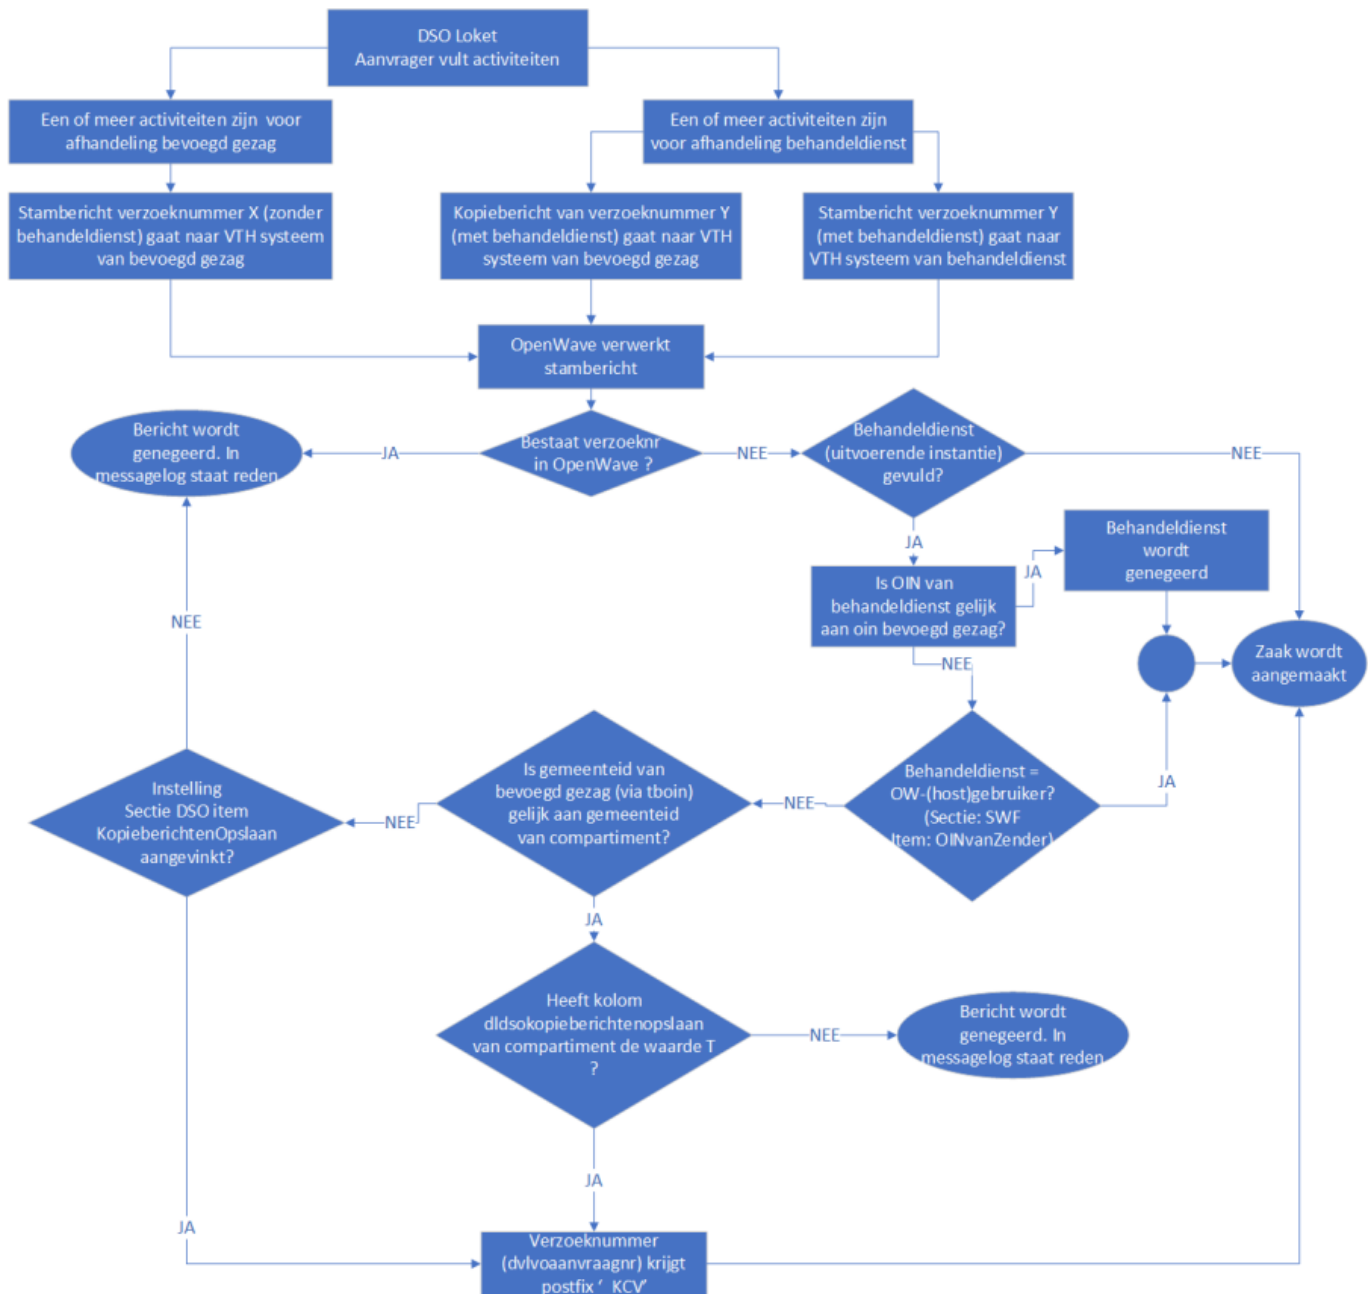 DSO Loket
Aanvrager vult activiteiten
Een of meer activiteiten zijn voor
afhandeling bevoegd gezag
Een of meer activiteiten zijn
voor afhandeling behandeldienst
Stambericht verzoeknummer X (zonder
behandeldienst) gaat naar VTH systeem
van bevoegd gezag
Kopiebericht van verzoeknummer Y
(met behandeldienst) gaat naar VTH
systeem van bevoegd gezag
Stambericht verzoeknummer Y
(met behandeldienst) gaat naar
VTH systeem van behandeldienst
OpenWave verwerkt
stambericht
Bericht wordt
genegeerd. In
messagelog staat reden
JA
Bestaat verzoeknr
in OpenWave ?
NEE
Behandeldienst
(uitvoerende instantie)
gevuld?
NEE
JA
Is OIN van
behandeldienst gelijk
aan oin bevoegd gezag?
JA
Behandeldienst
wordt
genegeerd
NEE
NEE
Zaak wordt
aangemaakt
Instelling
Sectie DSO item
KopieberichtenOpslaan
aangevinkt?
NEE
Is gemeenteid van
bevoegd gezag (via tboin)
gelijk aan gemeenteid
van compartiment?
NEE
Behandeldienst =
OW-(host)gebruiker?
(Sectie: SWF
Item: OINvanZender)
JA
JA
Heeft kolom
dldsokopieberichtenopslaan
van compartiment de waarde T
?
NEE
Bericht wordt
genegeerd. In
messagelog staat reden
JA
JA
Verzoeknummer
(dvlvoaanvraagnr) krijgt
postfix ‘_KCV’